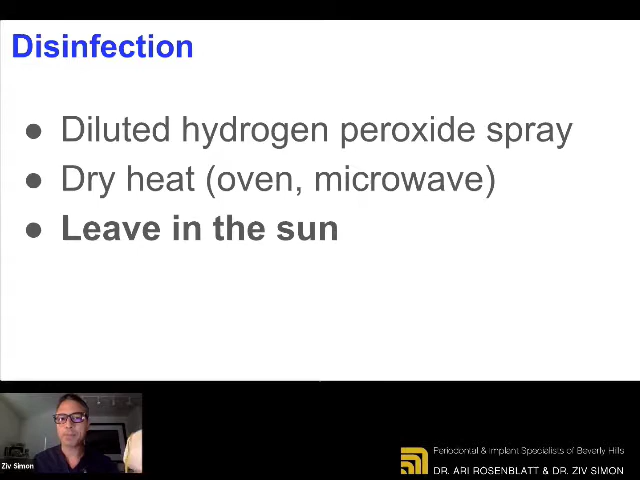 Disinfection
● Diluted hydrogen peroxide spray
● Dry heat (oven, microwave)
● Leave in the sun
Ziv Simon
Periodontal & Implant Specialists of Beverly Hills
DR. ARI ROSENBLATT & DR. ZIV SIMON